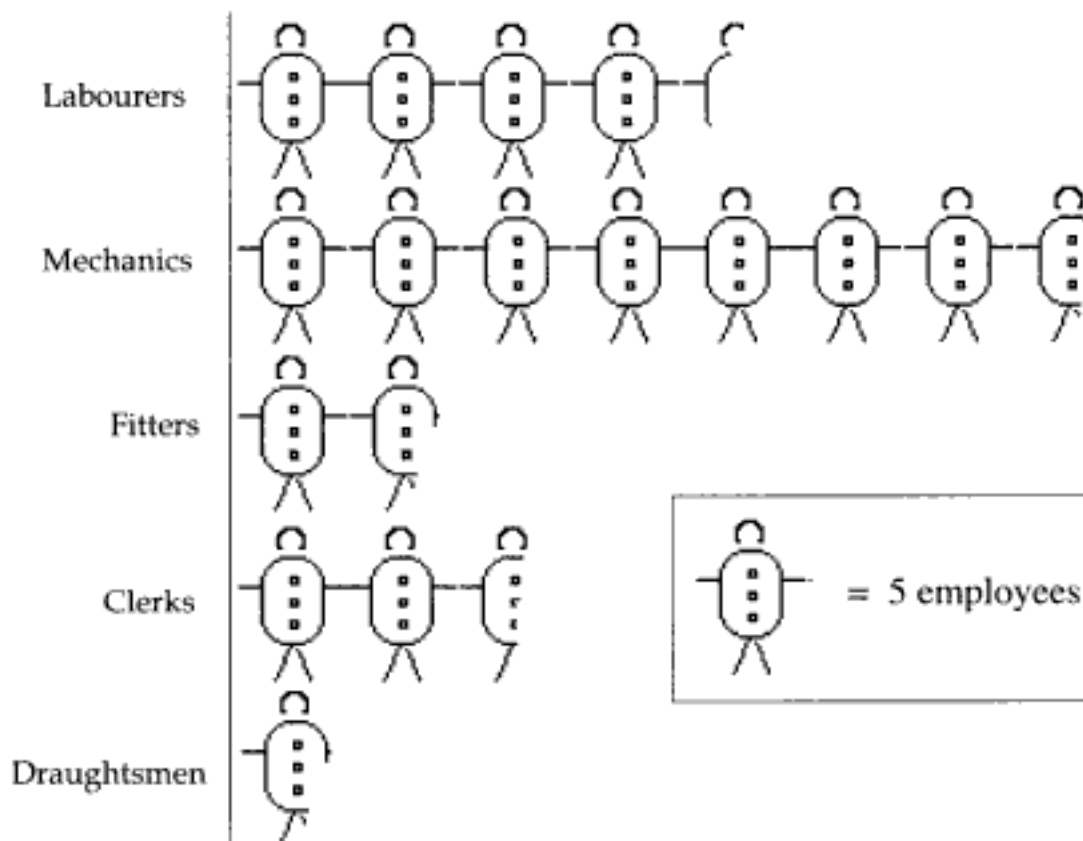 Labourers
Mechanics
Fitters
Clerks
= 5 employees
Draughtsmen